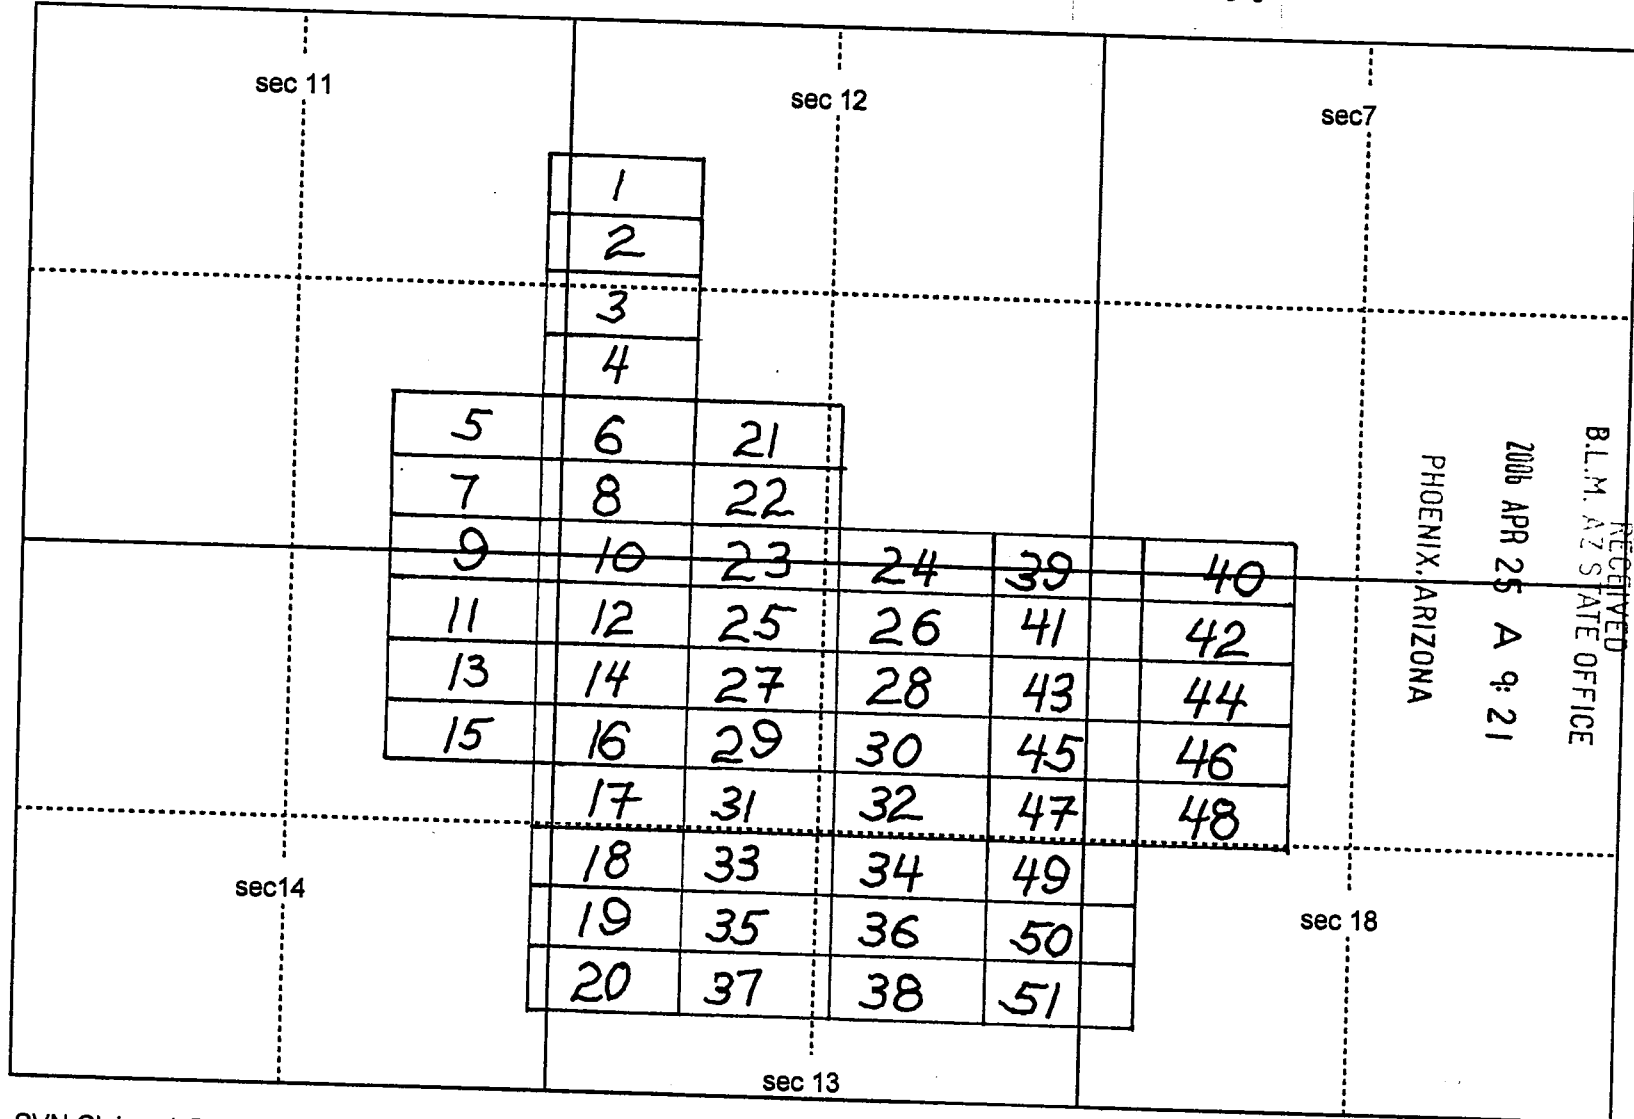 sec 11
sec 12
sec7
1
2
3
4
5 6 21
7 8 22
9 10 23 24 39 40
11 12 25 26 41 42
13 14 27 28 43 44
15 16 29 30 45 46
17 31 32 47 48
18 33 34 49
19 35 36 50
20 37 38 51
sec14
sec 18
sec 13
RECEIVED
B.L.M. AZ STATE OFFICE
2006 APR 25 A 9: 21
PHOENIX, ARIZONA